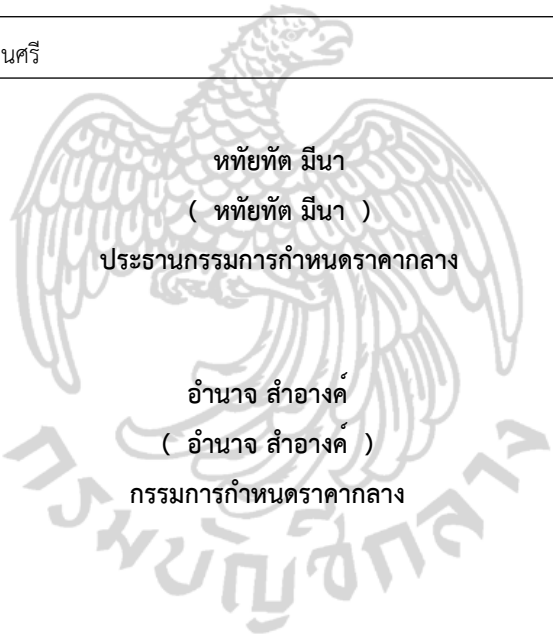 นศรี
หทัยทัต มีนา
( หทัยทัต มีนา )
ประธานกรรมการกำหนดราคากลาง
อำนาจ สำอางค์
( อำนาจ สำอางค์ )
กรรมการกำหนดราคากลาง
กรมบัญชีกลาง